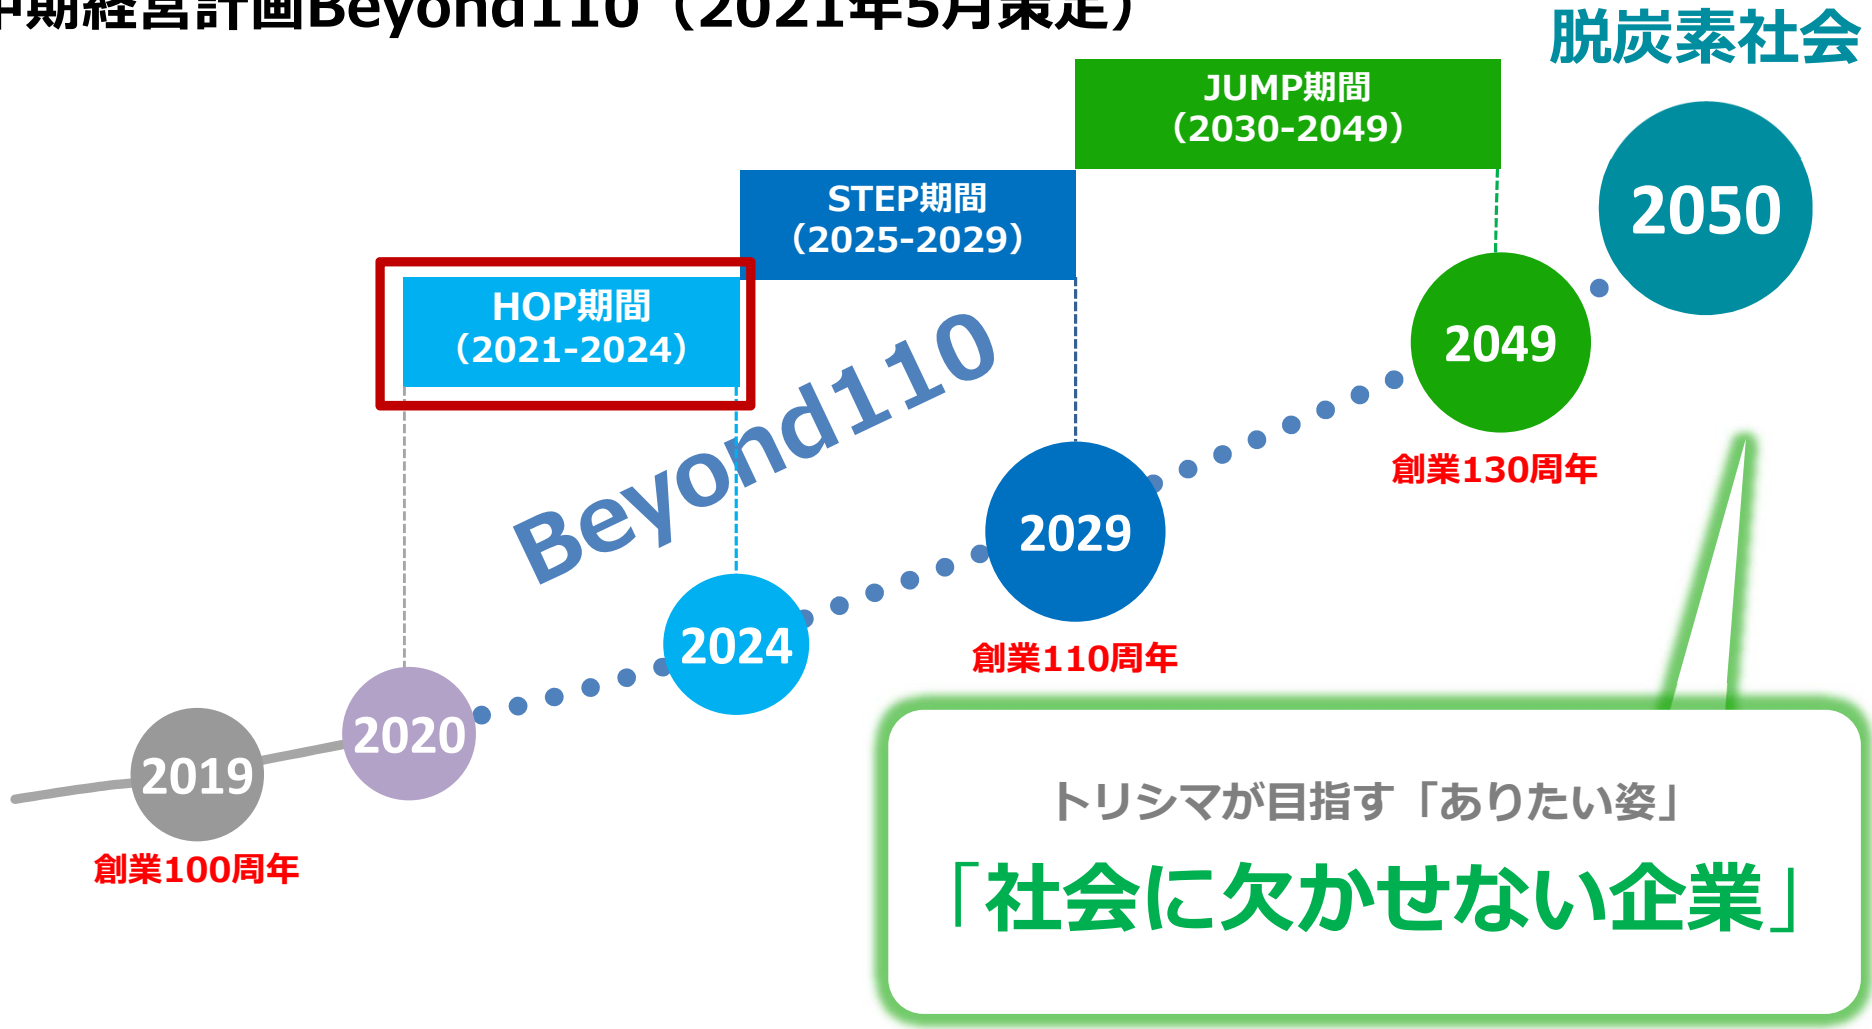 中期経営計画Beyond110（2021年5月策定）
脱炭素社会
JUMP期間
（2030-2049）
2050
STEP期間
（2025-2029）
HOP期間
（2021-2024）
Beyond110
2049
創業130周年
2029
創業110周年
2024
2020
2019
創業100周年
トリシマが目指す「ありたい姿」
「社会に欠かせない企業」